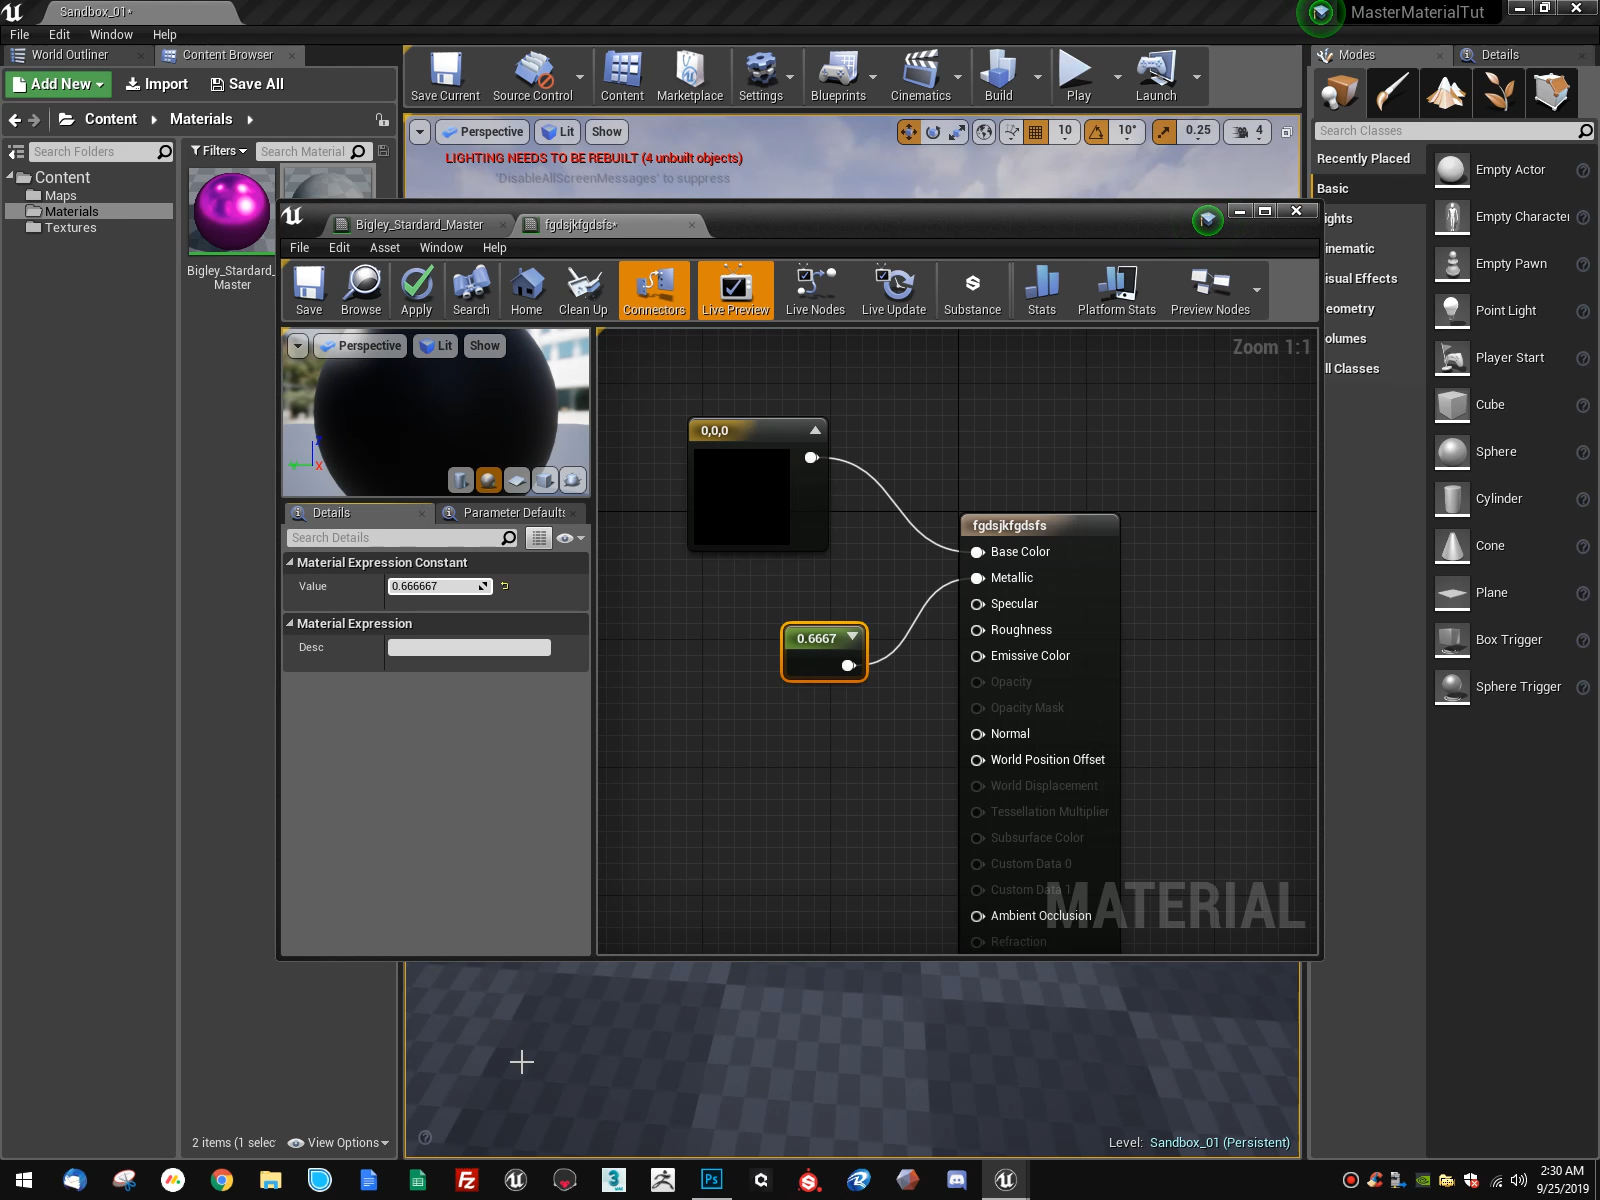 Sandbox_01*
MasterMaterialTut
File Edit Window Help
World Outliner
Content Browser
Add New
Import
Save All
Content
Materials
Search Folders
Filters
Search Material
Content
Maps
Materials
Textures
Bigley_Stardard_
Master
2 items (1 selec
View Options
Save Current
Source Control
Content
Marketplace
Settings
Blueprints
Cinematics
Build
Play
Launch
Perspective
Lit
Show
10
10°
0.25
4
LIGHTING NEEDS TO BE REBUILT (4 unbuilt objects)
'DisableAllScreenMessages' to suppress
Bigley_Stardard_Master
fgdsjkfgdsfs*
File Edit Asset Window Help
Save
Browse
Apply
Search
Home
Clean Up
Connectors
Live Preview
Live Nodes
Live Update
Substance
Stats
Platform Stats
Preview Nodes
Perspective
Lit
Show
Z
X
Details
Parameter Defaults
Search Details
Material Expression Constant
Value
0.666667
Material Expression
Desc
Zoom 1:1
0,0,0
0.6667
fgdsjkfgdsfs
Base Color
Metallic
Specular
Roughness
Emissive Color
Opacity
Opacity Mask
Normal
World Position Offset
World Displacement
Tessellation Multiplier
Subsurface Color
Custom Data 0
Custom Data 1
Ambient Occlusion
Refraction
MATERIAL
Level: Sandbox_01 (Persistent)
Modes
Details
Search Classes
Recently Placed
Basic
ights
inematic
isual Effects
eometry
olumes
ll Classes
Empty Actor
Empty Character
Empty Pawn
Point Light
Player Start
Cube
Sphere
Cylinder
Cone
Plane
Box Trigger
Sphere Trigger
Fz
3
Ps
S
2:30 AM
9/25/2019